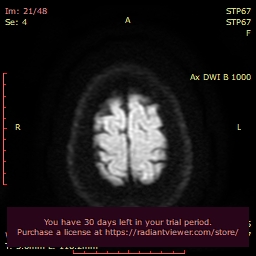 Im: 21/48
Se: 4
A
STP67
STP67
F
Ax DWI B 1000
R
L
You have 30 days left in your trial period.
Purchase a license at https://radiantviewer.com/store/